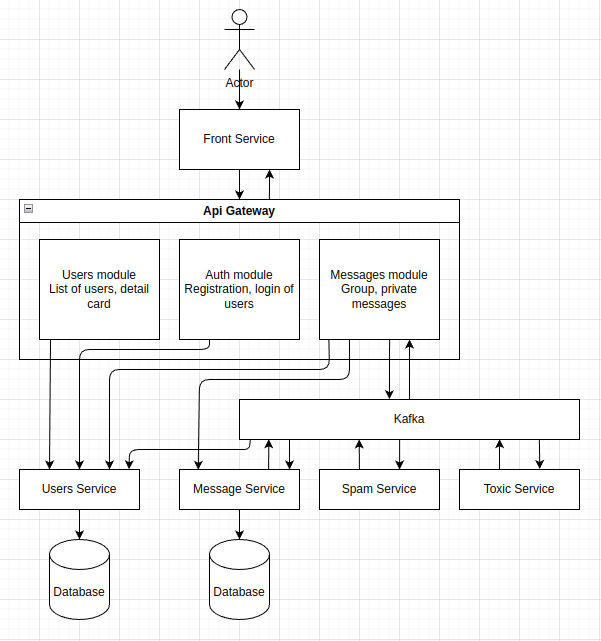 Actor
Front Service
Api Gateway
Users module
List of users, detail
card
Auth module
Registration, login of
users
Messages module
Group, private
messages
Kafka
Users Service
Message Service
Spam Service
Toxic Service
Database
Database